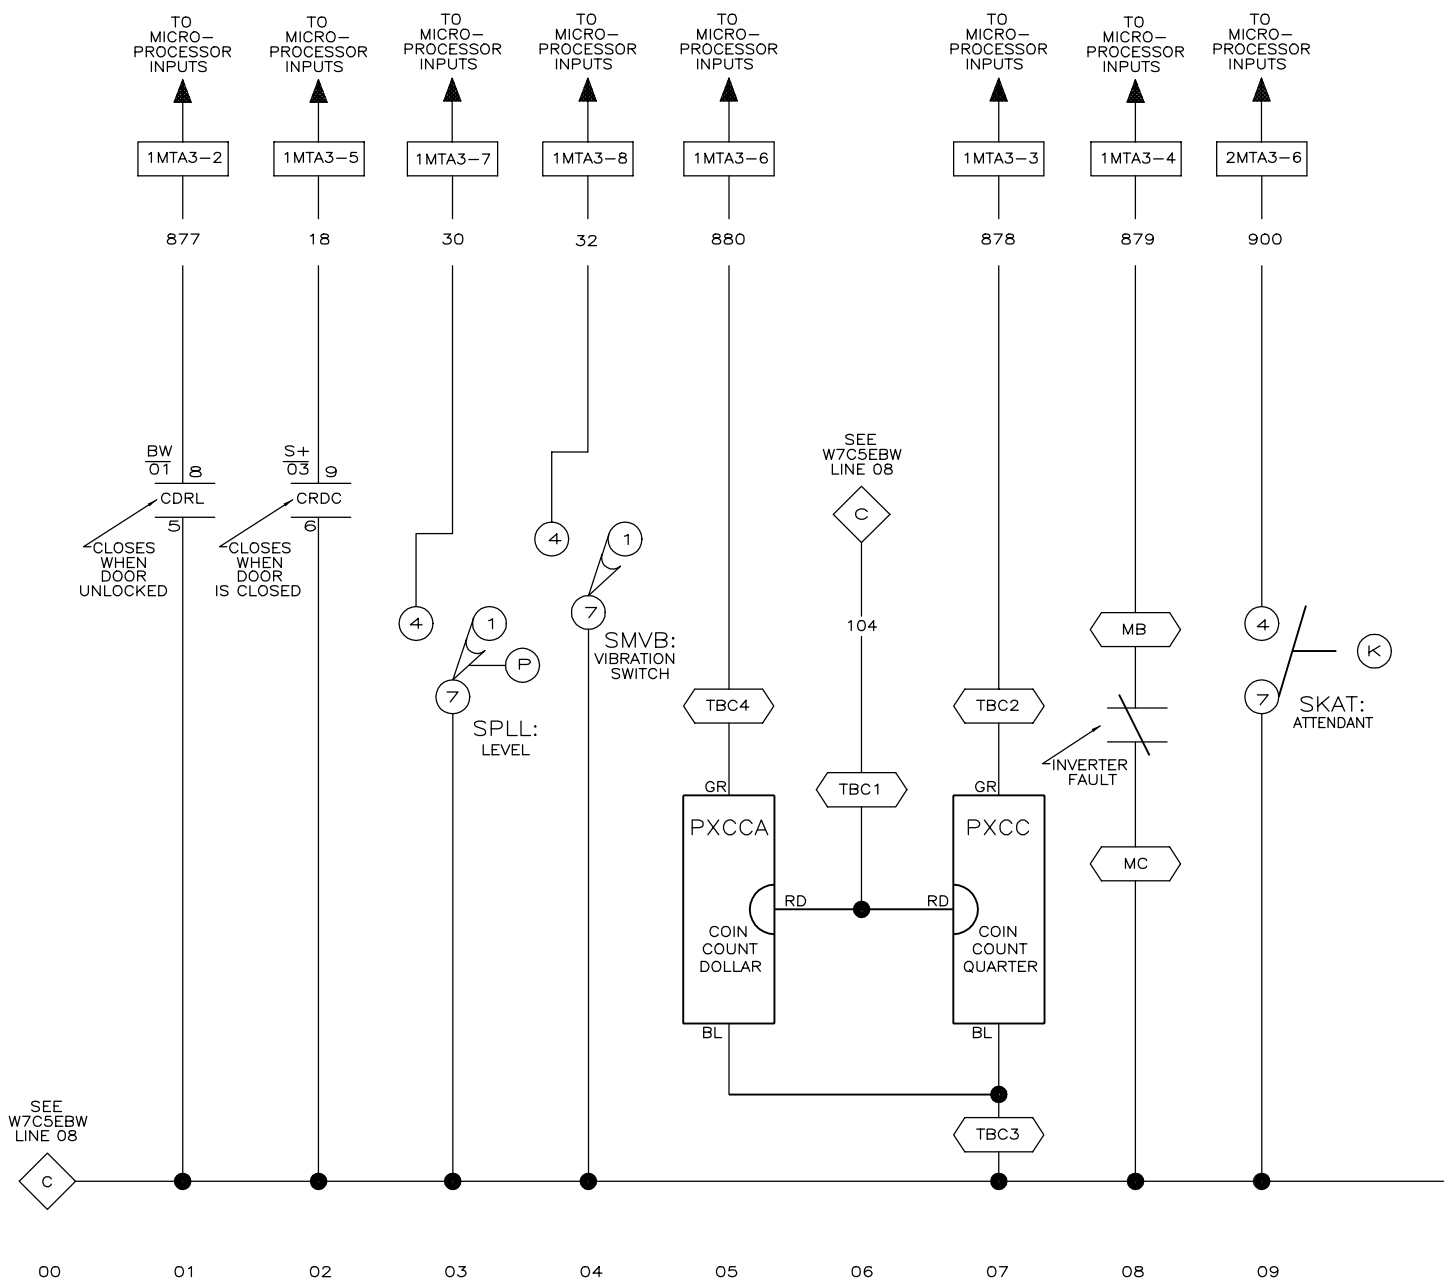 TO
MICRO-
PROCESSOR
INPUTS
TO
MICRO-
PROCESSOR
INPUTS
TO
MICRO-
PROCESSOR
INPUTS
TO
MICRO-
PROCESSOR
INPUTS
TO
MICRO-
PROCESSOR
INPUTS
TO
MICRO-
PROCESSOR
INPUTS
TO
MICRO-
PROCESSOR
INPUTS
TO
MICRO-
PROCESSOR
INPUTS
1MTA3-2
1MTA3-5
1MTA3-7
1MTA3-8
1MTA3-6
1MTA3-3
1MTA3-4
2MTA3-6
877
18
30
32
880
878
879
900
BW
01
8
CDRL
5
CLOSES
WHEN
DOOR
UNLOCKED
S+
03
9
CRDC
6
CLOSES
WHEN
DOOR
IS CLOSED
4
1
P
7
SPLL:
LEVEL
4
1
7
SMVB:
VIBRATION
SWITCH
SEE
W7C5EBW
LINE 08
C
104
TBC4
TBC1
TBC2
GR
PXCCA
RD
COIN
COUNT
DOLLAR
BL
GR
PXCC
RD
COIN
COUNT
QUARTER
BL
TBC3
MB
INVERTER
FAULT
MC
4
K
7
SKAT:
ATTENDANT
SEE
W7C5EBW
LINE 08
C
00
01
02
03
04
05
06
07
08
09